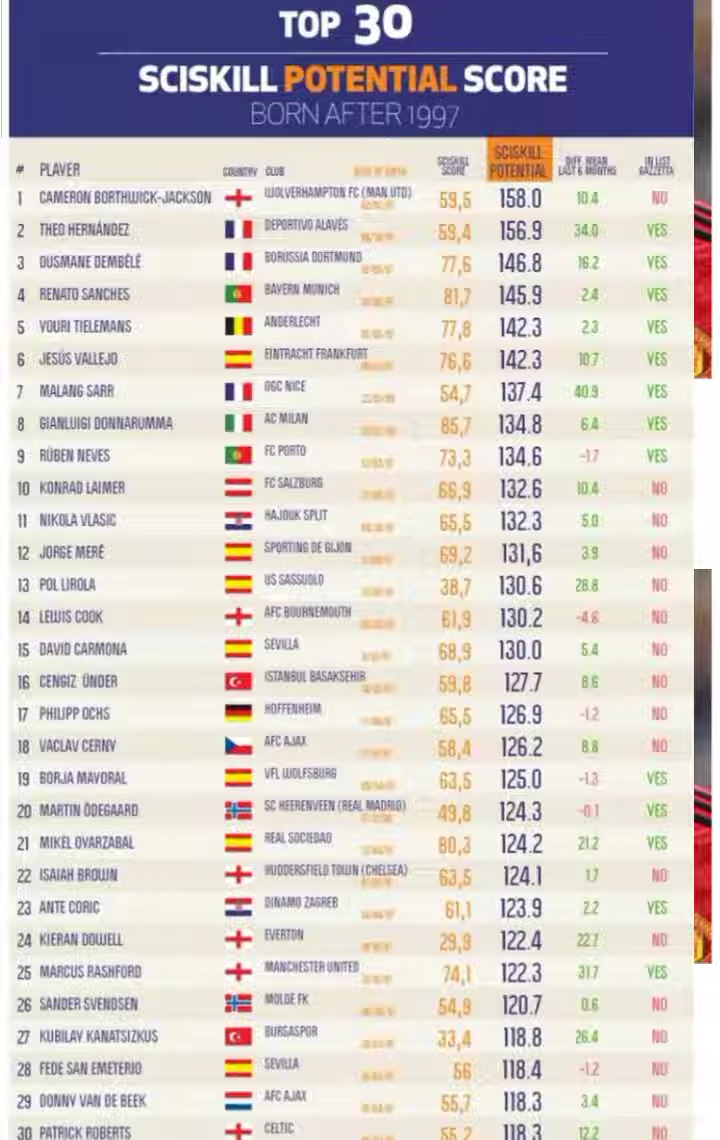 TOP 30
SCISKILL POTENTIAL SCORE
BORN AFTER 1997
# PLAYER COUNTRY CLUB SCISKILL SCORE SCISKILL POTENTIAL DIFF. MEAN LAST 6 MONTHS IN LIST GAZZETTA
1 CAMERON BORTHWICK-JACKSON WOLVERHAMPTON FC (MAN UTD) 59,5 158.0 10.4 NO
2 THEO HERNÁNDEZ DEPORTIVO ALAVÉS 59,4 156.9 34.0 YES
3 OUSMANE DEMBÉLÉ BORUSSIA DORTMUND 77,6 146.8 16.2 YES
4 RENATO SANCHES BAYERN MUNICH 81,7 145.9 2.4 YES
5 YOURI TIELEMANS ANDERLECHT 77,8 142.3 2.3 YES
6 JESÚS VALLEJO EINTRACHT FRANKFURT 76,6 142.3 10.7 YES
7 MALANG SARR OGC NICE 54,7 137.4 40.9 YES
8 GIANLUIGI DONNARUMMA AC MILAN 85,7 134.8 6.4 YES
9 RÚBEN NEVES FC PORTO 73,3 134.6 -1.7 YES
10 KONRAD LAIMER FC SALZBURG 66,9 132.6 10.4 NO
11 NIKOLA VLASIC HAJDUK SPLIT 65,5 132.3 5.0 NO
12 JORGE MERÉ SPORTING DE GIJON 69,2 131,6 3.9 NO
13 POL LIROLA US SASSUOLO 38,7 130.6 28.8 NO
14 LEWIS COOK AFC BOURNEMOUTH 61,9 130.2 -4.6 NO
15 DAVID CARMONA SEVILLA 68,9 130.0 5.4 NO
16 CENGIZ ÜNDER ISTANBUL BASAKSEHIR 59,8 127.7 8.6 NO
17 PHILIPP OCHS HOFFENHEIM 65,5 126.9 -1.2 NO
18 VACLAV CERNY AFC AJAX 58,4 126.2 8.8 NO
19 BORJA MAYORAL VFL WOLFSBURG 63,5 125.0 -1.3 YES
20 MARTIN ÖDEGAARD SC HEERENVEEN (REAL MADRID) 49,8 124.3 -0.1 YES
21 MIKEL OYARZABAL REAL SOCIEDAD 80,3 124.2 21.2 YES
22 ISAIAH BROWN HUDDERSFIELD TOWN (CHELSEA) 63,5 124.1 1.7 NO
23 ANTE CORIC DINAMO ZAGREB 61,1 123.9 2.2 YES
24 KIERAN DOWELL EVERTON 29,9 122.4 22.7 NO
25 MARCUS RASHFORD MANCHESTER UNITED 74,1 122.3 31.7 YES
26 SANDER SVENDSEN MOLDE FK 54,9 120.7 0.6 NO
27 KUBILAY KANATSIZKUS BURSASPOR 33,4 118.8 26.4 NO
28 FEDE SAN EMETERIO SEVILLA 56 118.4 -1.2 NO
29 DONNY VAN DE BEEK AFC AJAX 55,7 118.3 3.4 NO
30 PATRICK ROBERTS CELTIC 55,2 118.3 12.2 NO